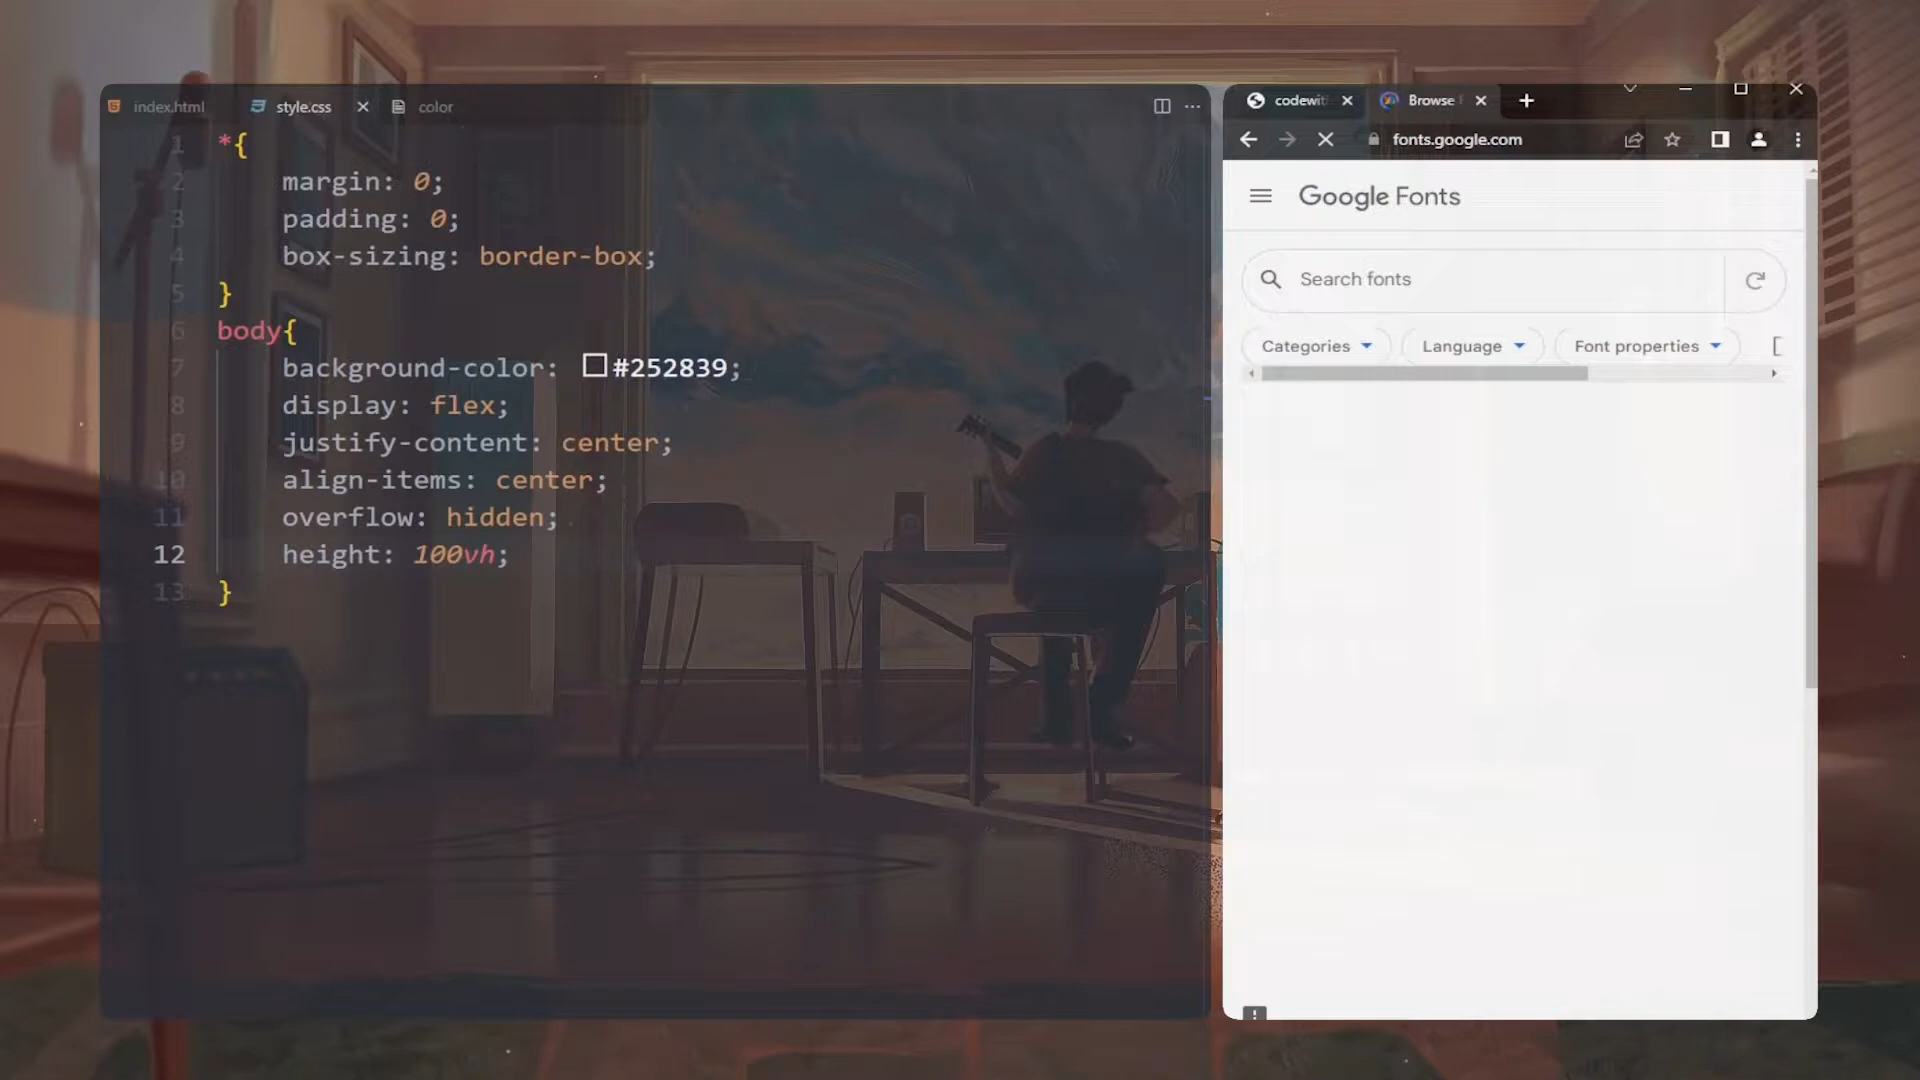 index.html style.css color
1 *{
2 margin: 0;
3 padding: 0;
4 box-sizing: border-box;
5 }
6 body{
7 background-color: #252839;
8 display: flex;
9 justify-content: center;
10 align-items: center;
11 overflow: hidden;
12 height: 100vh;
13 }
codewit Browse
fonts.google.com
Google Fonts
Search fonts
Categories Language Font properties